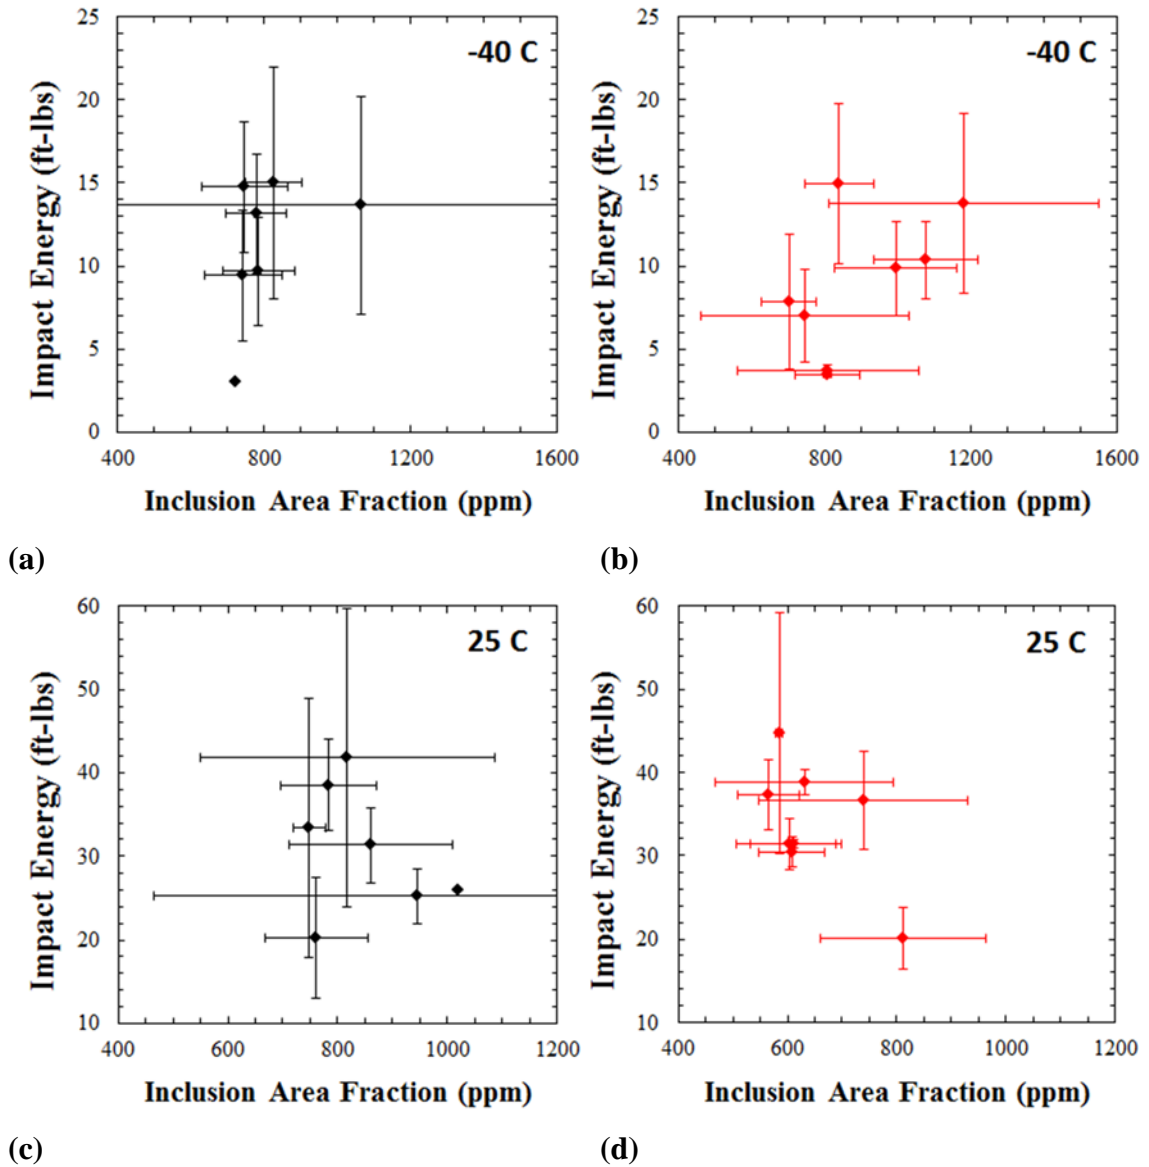 25
20
15
10
5
0
Impact Energy (ft-lbs)
-40 C
400 800 1200 1600
Inclusion Area Fraction (ppm)
(a)
25
20
15
10
5
0
Impact Energy (ft-lbs)
-40 C
400 800 1200 1600
Inclusion Area Fraction (ppm)
(b)
60
50
40
30
20
10
Impact Energy (ft-lbs)
25 C
400 600 800 1000 1200
Inclusion Area Fraction (ppm)
(c)
60
50
40
30
20
10
Impact Energy (ft-lbs)
25 C
400 600 800 1000 1200
Inclusion Area Fraction (ppm)
(d)